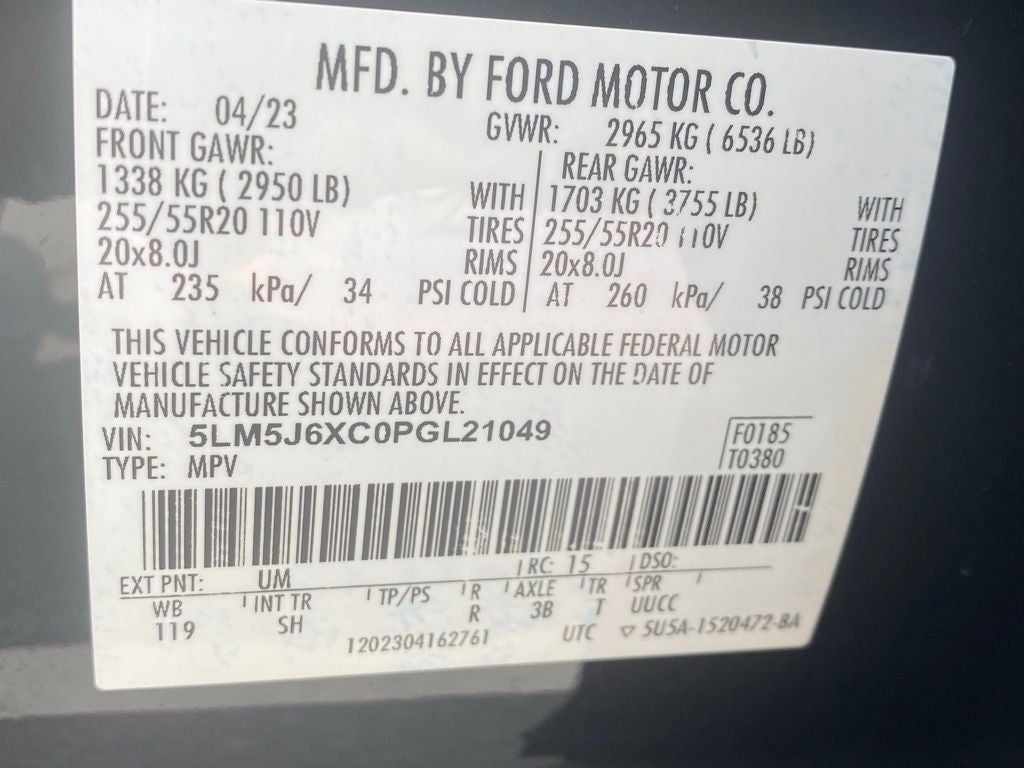 MFD. BY FORD MOTOR CO.
DATE: 04/23
GVWR: 2965 KG ( 6536 LB)
FRONT GAWR:
1338 KG ( 2950 LB) WITH
255/55R20 110V TIRES
20x8.0J RIMS
AT 235 kPa/ 34 PSI COLD
REAR GAWR:
1703 KG ( 3755 LB) WITH
255/55R20 110V TIRES
20x8.0J RIMS
AT 260 kPa/ 38 PSI COLD
THIS VEHICLE CONFORMS TO ALL APPLICABLE FEDERAL MOTOR
VEHICLE SAFETY STANDARDS IN EFFECT ON THE DATE OF
MANUFACTURE SHOWN ABOVE.
VIN: 5LM5J6XC0PGL21049
TYPE: MPV
F0185
T0380
EXT PNT: UM RC: 15 DSO:
WB INT TR TP/PS R AXLE TR SPR
119 SH R 3B T UUCC
1202304162761 UTC ▽ 5U5A-1520472-BA